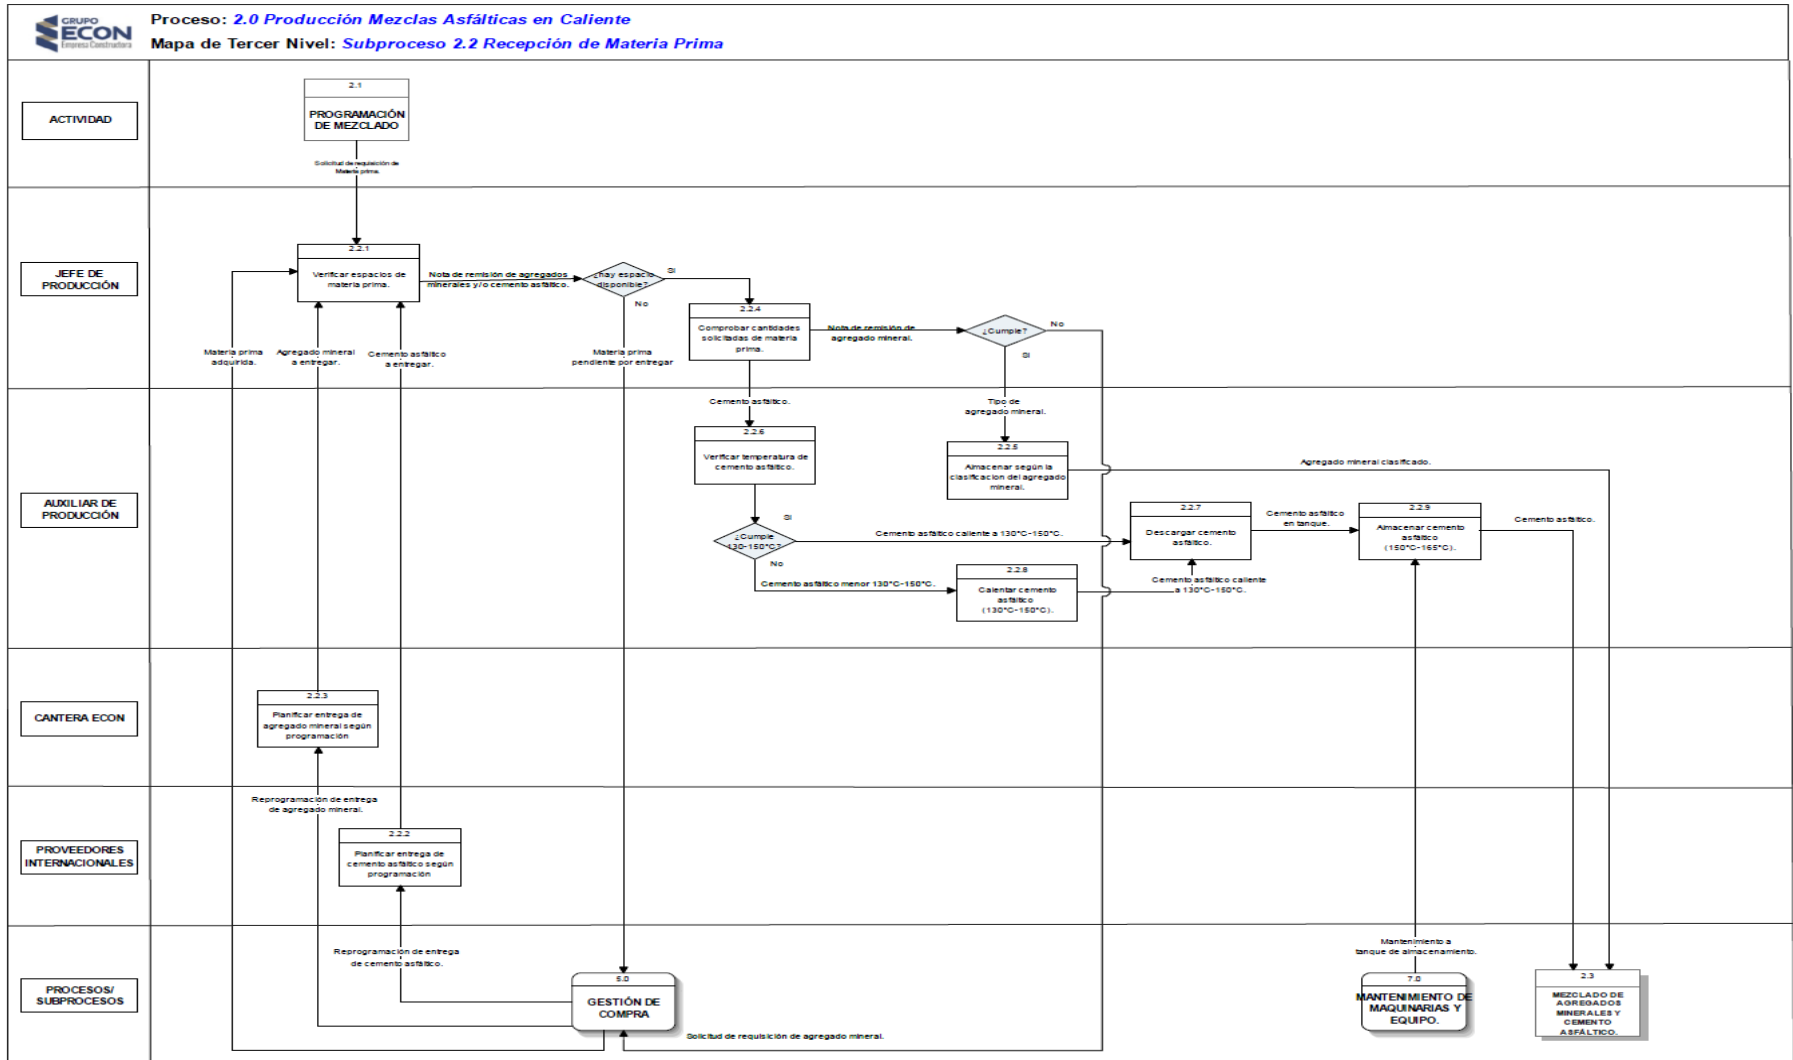 GRUPO
ECON
Empresa Constructora
Proceso: 2.0 Producción Mezclas Asfálticas en Caliente
Mapa de Tercer Nivel: Subproceso 2.2 Recepción de Materia Prima
ACTIVIDAD
2.1
PROGRAMACIÓN
DE MEZCLADO
Solicitud de requisición de
Materia prima.
JEFE DE
PRODUCCIÓN
2.2.1
Verificar espacios de
materia prima.
Nota de remisión de agregados
minerales y/o cemento asfáltico.
¿hay espacio
disponible?
Si
No
2.2.4
Comprobar cantidades
solicitadas de materia
prima.
Nota de remisión de
agregado mineral.
¿Cumple?
No
Si
Materia prima
adquirida.
Agregado mineral
a entregar.
Cemento asfáltico
a entregar.
Materia prima
pendiente por entregar
AUXILIAR DE
PRODUCCIÓN
Cemento asfáltico.
Tipo de
agregado mineral.
2.2.6
Verificar temperatura de
cemento asfáltico.
2.2.5
Almacenar según la
clasificacion del agregado
mineral.
Agregado mineral clasificado.
Si
¿Cumple
130-150°C?
No
Cemento asfáltico caliente a 130°C-150°C.
2.2.7
Descargar cemento
asfáltico.
Cemento asfáltico
en tanque.
2.2.9
Almacenar cemento
asfáltico
(150°C-165°C).
Cemento asfáltico.
Cemento asfáltico menor 130°C-150°C.
2.2.8
Calentar cemento
asfáltico
(130°C-150°C).
Cemento asfáltico caliente
a 130°C-150°C.
CANTERA ECON
2.2.3
Planificar entrega de
agregado mineral según
programación
PROVEEDORES
INTERNACIONALES
Reprogramación de entrega
de agregado mineral.
2.2.2
Planificar entrega de
cemento asfáltico según
programación
PROCESOS/
SUBPROCESOS
Reprogramación de entrega
de cemento asfáltico.
5.0
GESTIÓN DE
COMPRA
Solicitud de requisición de agregado mineral.
Mantenimiento a
tanque de almacenamiento.
7.0
MANTENIMIENTO DE
MAQUINARIAS Y
EQUIPO.
2.3
MEZCLADO DE
AGREGADOS
MINERALES Y
CEMENTO
ASFÁLTICO.